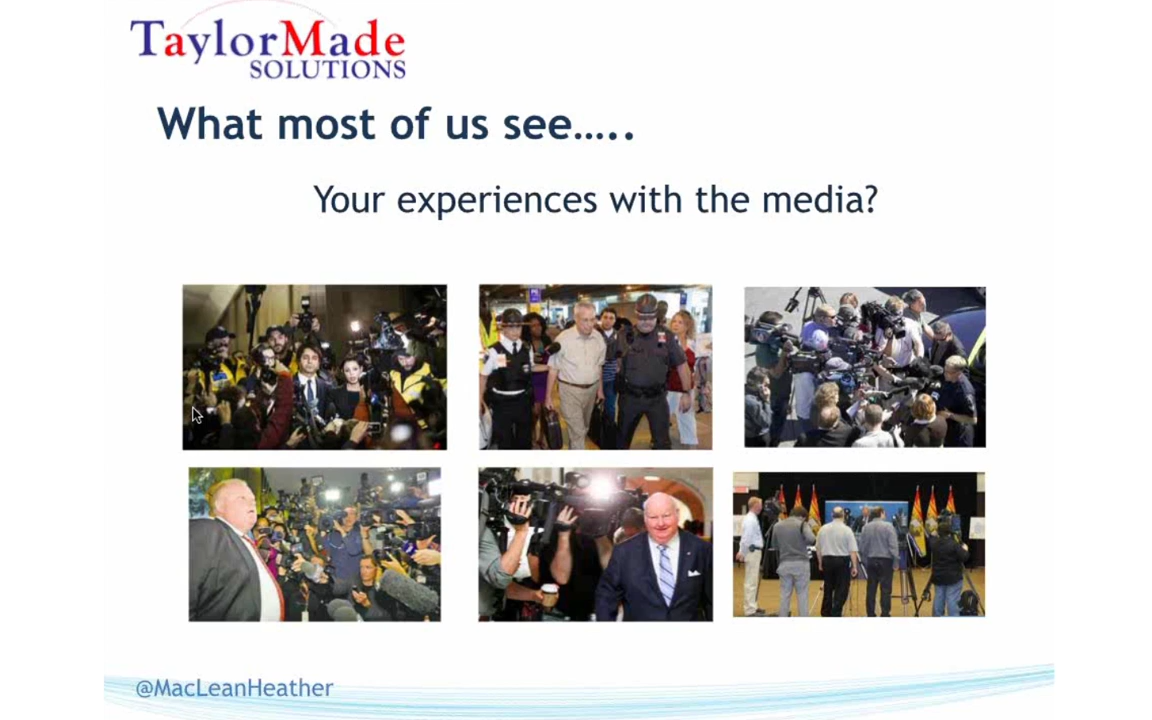 TaylorMade
SOLUTIONS
What most of us see…..
Your experiences with the media?
@MacLeanHeather